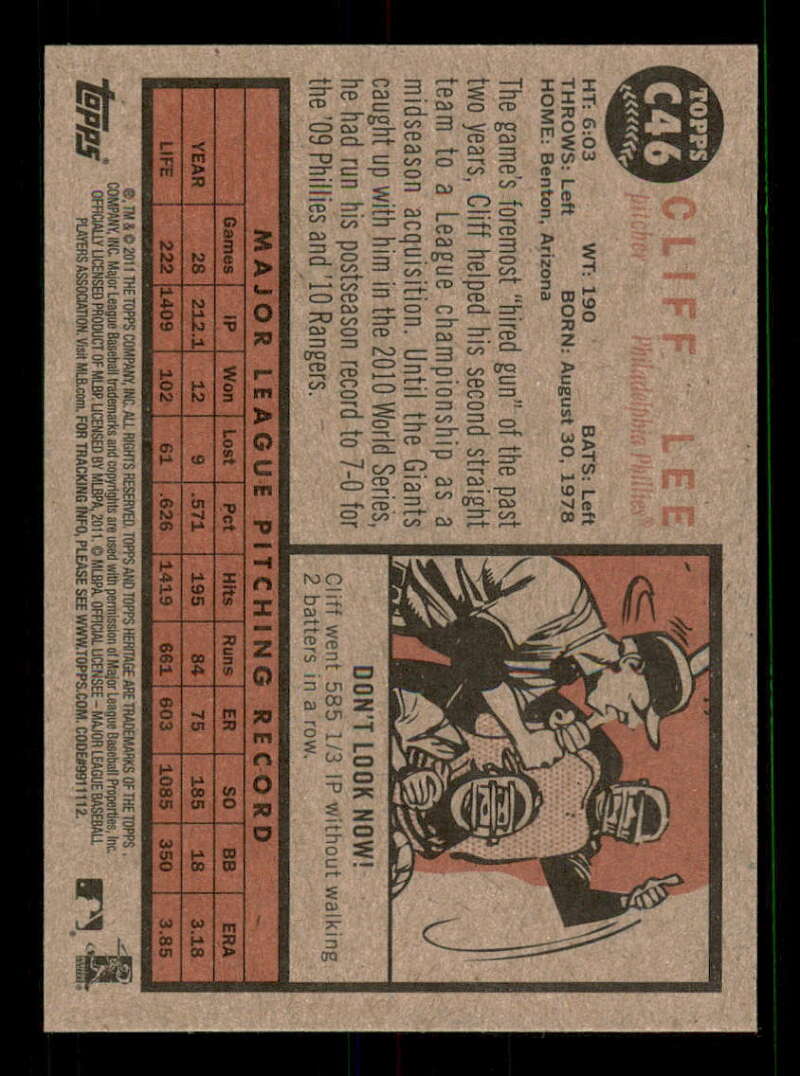 TOPPS
C46
CLIFF LEE
pitcher Philadelphia Phillies®
HT: 6:03 WT: 190 BATS: Left
THROWS: Left BORN: August 30, 1978
HOME: Benton, Arizona
The game's foremost "hired gun" of the past
two years, Cliff helped his second straight
team to a League championship as a
midseason acquisition. Until the Giants
caught up with him in the 2010 World Series,
he had run his postseason record to 7-0 for
the '09 Phillies and '10 Rangers.
DON'T LOOK NOW!
Cliff went 585 1/3 IP without walking
2 batters in a row.
MAJOR LEAGUE PITCHING RECORD
Games IP Won Lost Pct Hits Runs ER SO BB ERA
YEAR 28 212.1 12 9 .571 195 84 75 185 18 3.18
LIFE 222 1409 102 61 .626 1419 661 603 1085 350 3.85
topps®
®, TM & © 2011 THE TOPPS COMPANY, INC. ALL RIGHTS RESERVED. TOPPS AND TOPPS HERITAGE ARE TRADEMARKS OF THE TOPPS
COMPANY, INC. Major League Baseball trademarks and copyrights are used with permission of Major League Baseball Properties, Inc.
OFFICIALLY LICENSED PRODUCT OF MLBP. LICENSED BY MLBPA, 2011. © MLBPA. OFFICIAL LICENSEE – MAJOR LEAGUE BASEBALL
PLAYERS ASSOCIATION. Visit MLB.com. FOR TRACKING INFO, PLEASE SEE WWW.TOPPS.COM. CODE#9911112.